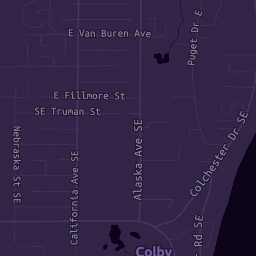 E Van Buren Ave
Puget Dr E
E Fillmore St
SE Truman St
Nebraska St SE
California Ave SE
Alaska Ave SE
Colchester Dr SE
Colby
r Rd SE